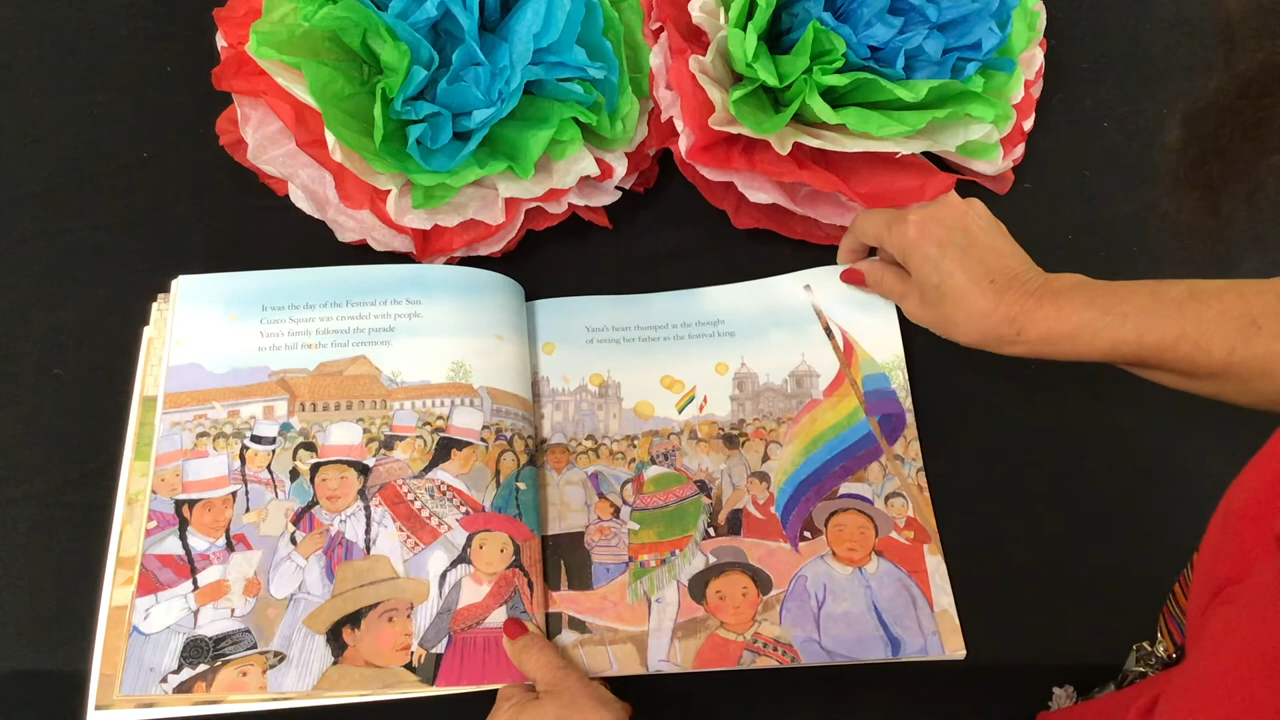 It was the day of the Festival of the Sun.
Cuzco Square was crowded with people.
Yana's family followed the parade
to the hill for the final ceremony.
Yana's heart thumped at the thought
of seeing her father as the festival king.